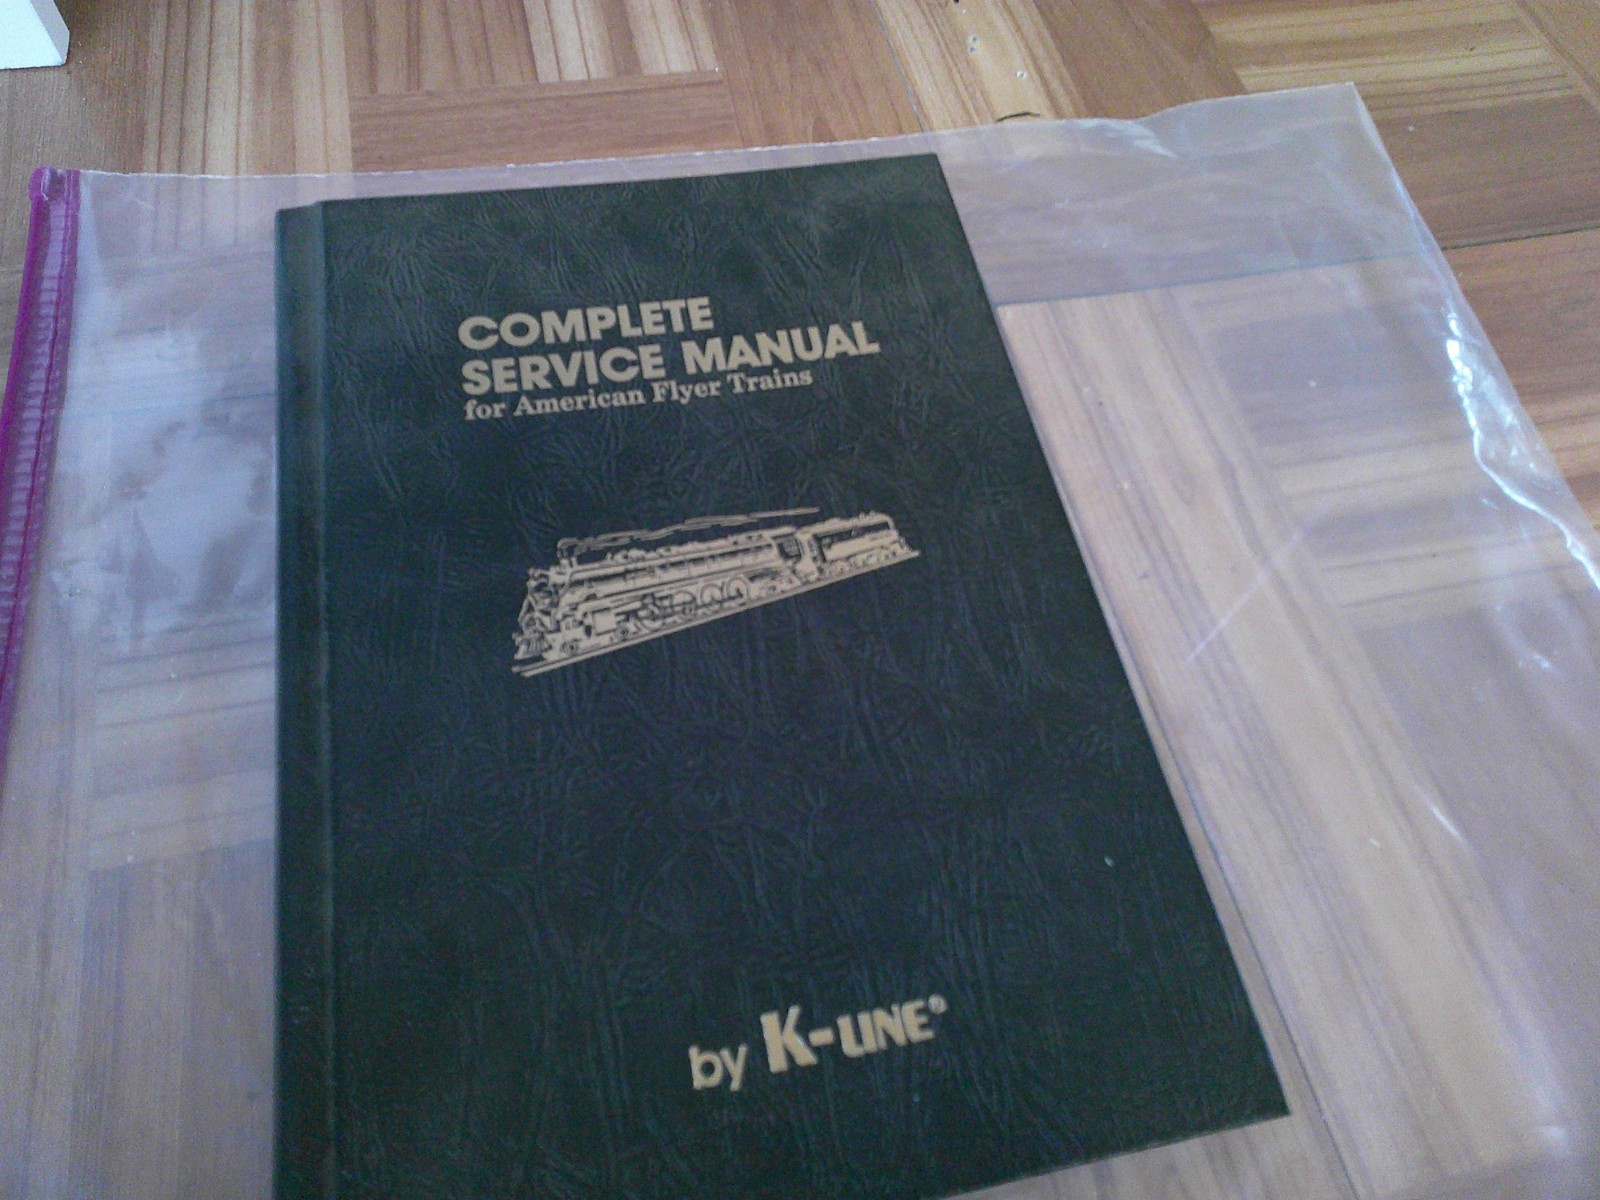 COMPLETE
SERVICE MANUAL
for American Flyer Trains
by K-LINE®